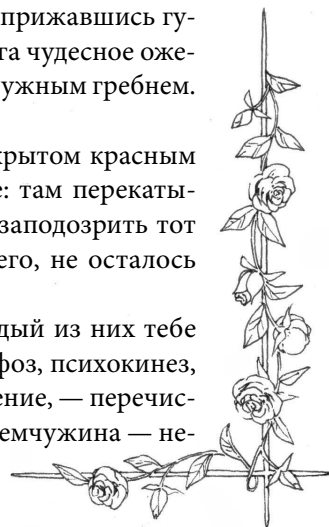 прижавшись гу-
га чудесное оже-
ужным гребнем.
крытом красным
е: там перекаты-
заподозрить тот
его, не осталось
дый из них тебе
фоз, психокинез,
ение, — перечис-
емчужина — не-